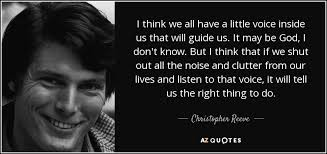 I think we all have a little voice inside
us that will guide us. It may be God, I
don't know. But I think that if we shut
out all the noise and clutter from our
lives and listen to that voice, it will tell
us the right thing to do.
Christopher Reeve
AZ QUOTES